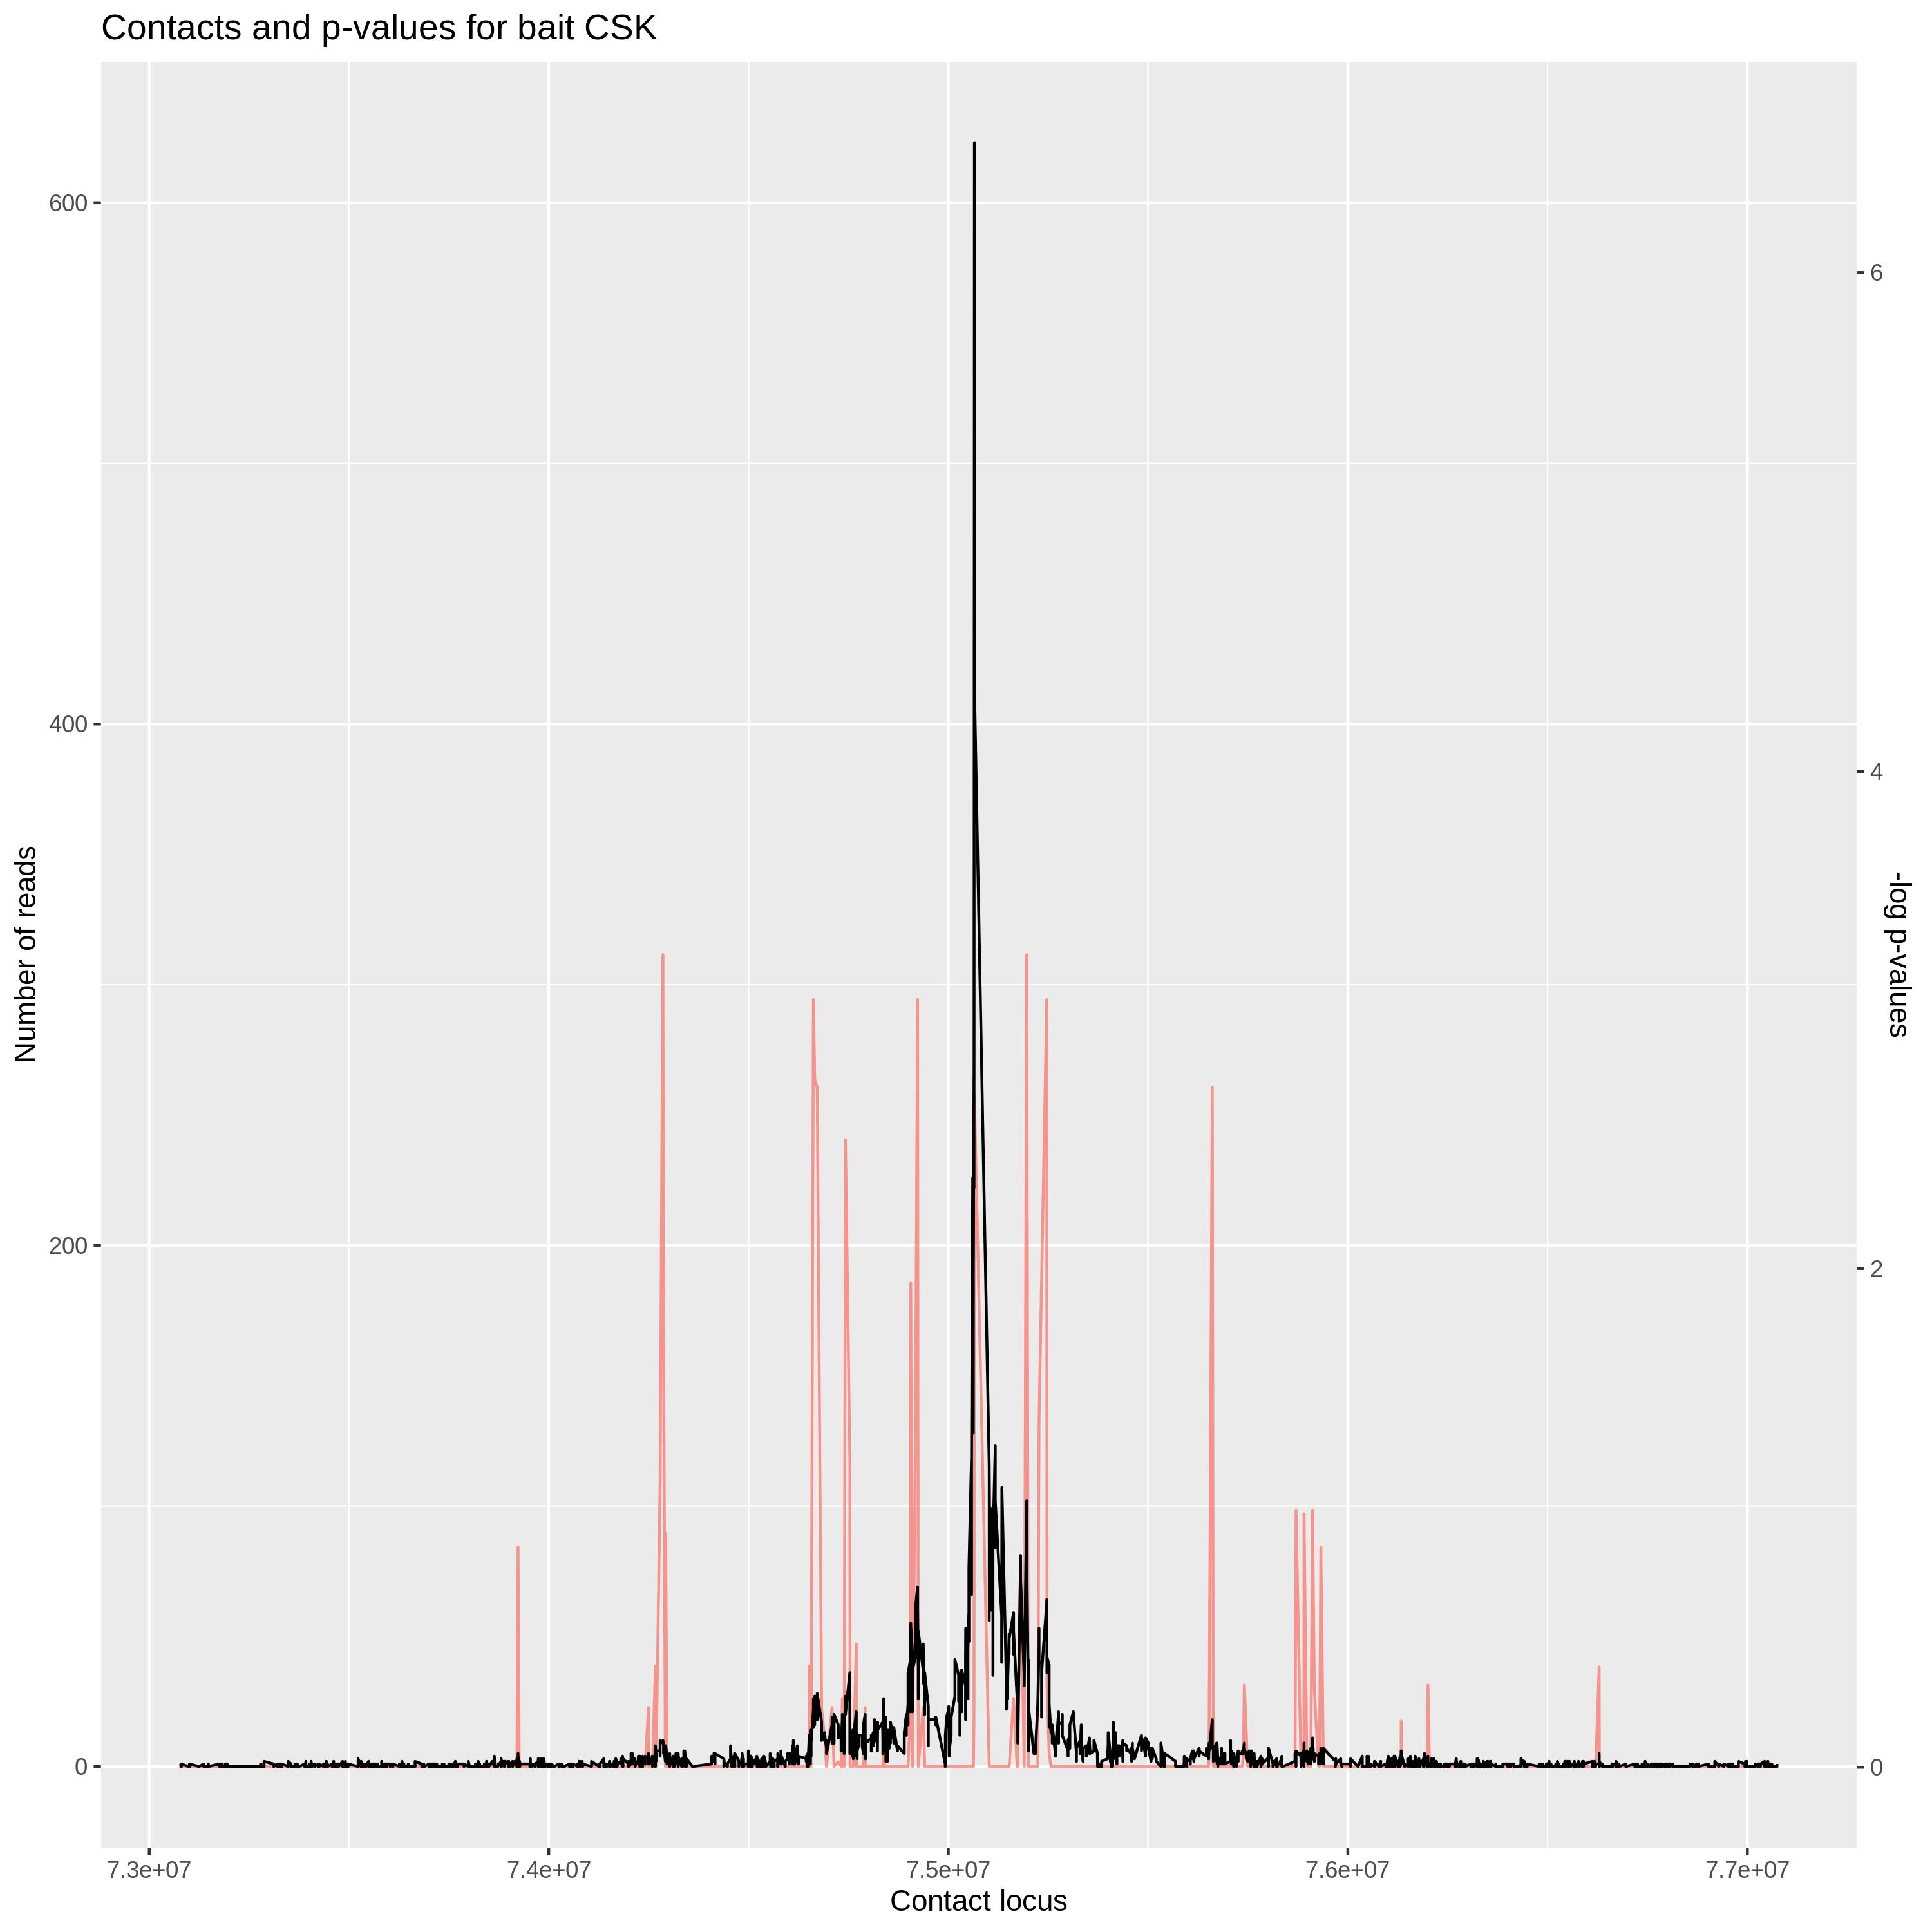 Contacts and p-values for bait CSK
Number of reads
600
400
200
0
6
4
2
0
-log p-values
7.3e+07
7.4e+07
7.5e+07
7.6e+07
7.7e+07
Contact locus